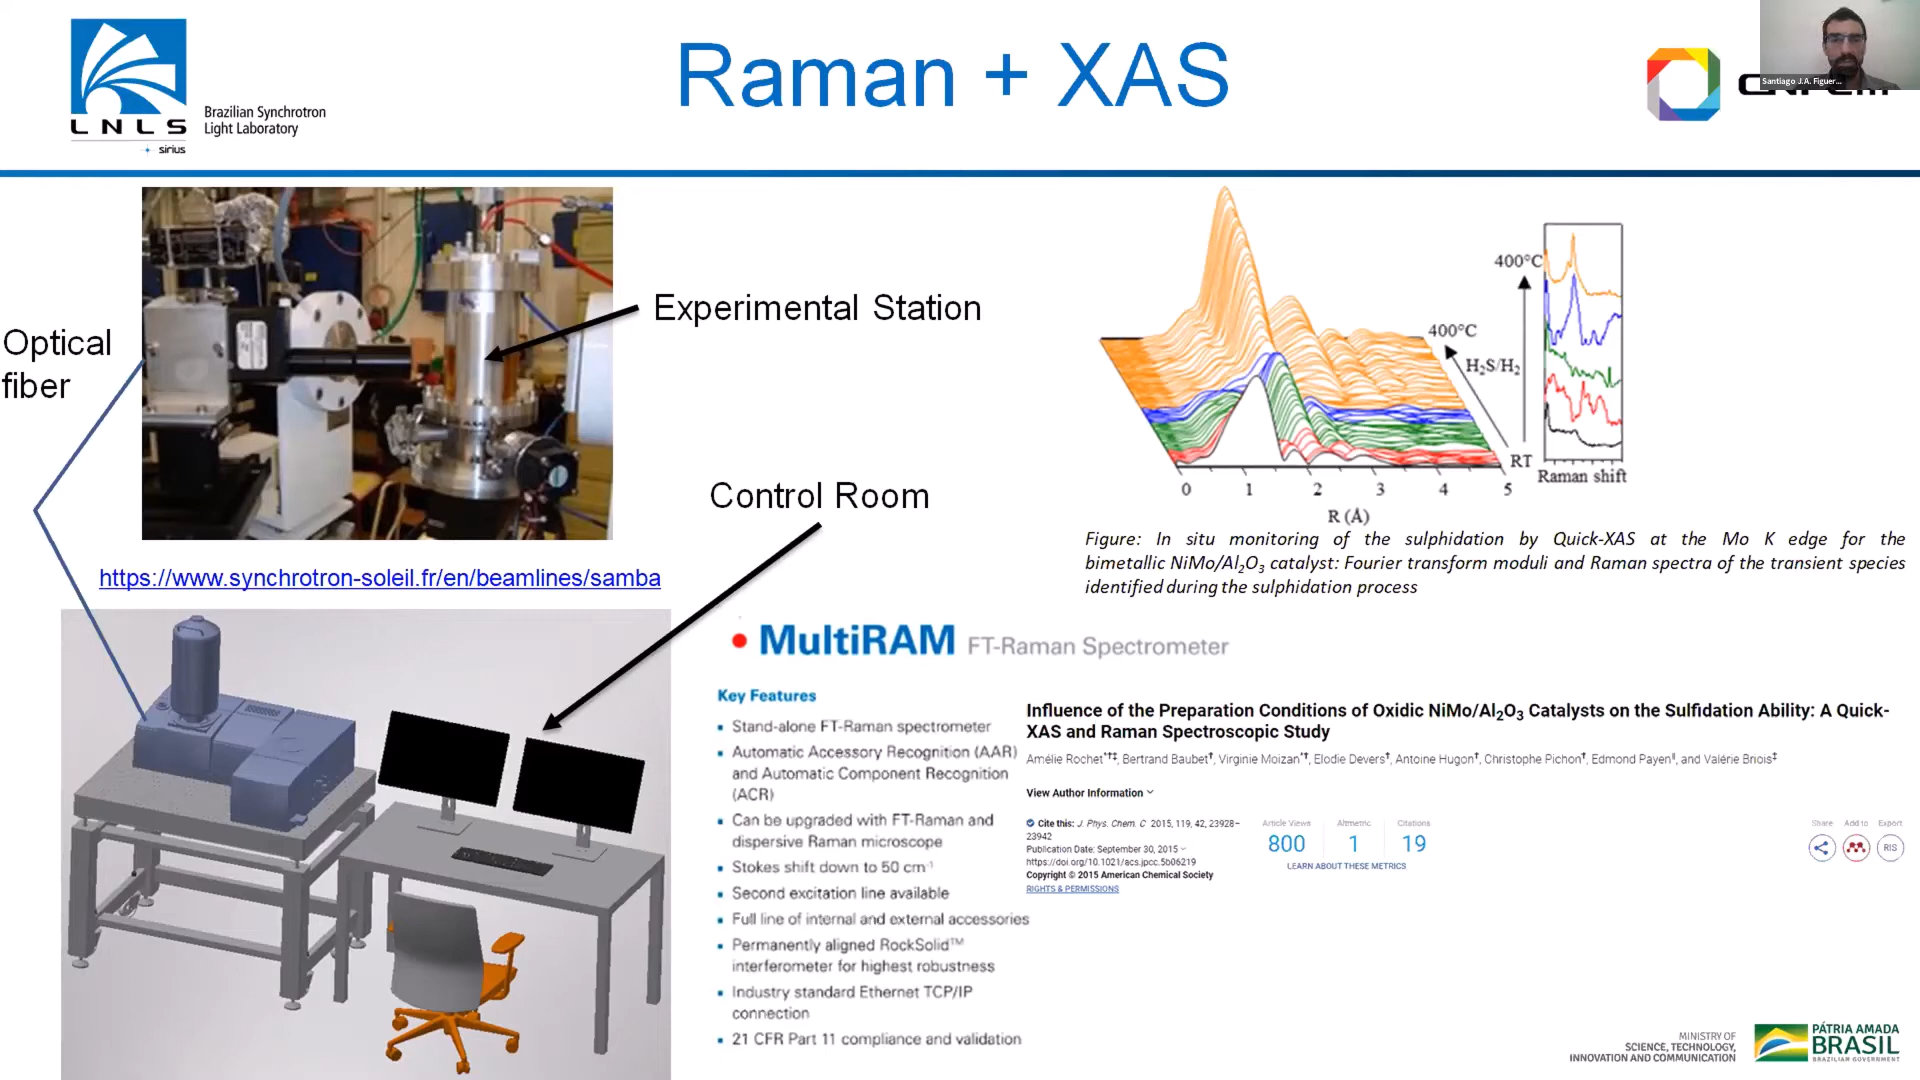 LNLS
sirius
Brazilian Synchrotron
Light Laboratory
Raman + XAS
Santiago J.A. Figuer...
Optical
fiber
Experimental Station
Control Room
https://www.synchrotron-soleil.fr/en/beamlines/samba
400°C
400°C
H₂S/H₂
RT
Raman shift
0 1 2 3 4 5
R (Å)
Figure: In situ monitoring of the sulphidation by Quick-XAS at the Mo K edge for the
bimetallic NiMo/Al₂O₃ catalyst: Fourier transform moduli and Raman spectra of the transient species
identified during the sulphidation process
• MultiRAM FT-Raman Spectrometer
Key Features
▪ Stand-alone FT-Raman spectrometer
▪ Automatic Accessory Recognition (AAR)
and Automatic Component Recognition
(ACR)
▪ Can be upgraded with FT-Raman and
dispersive Raman microscope
▪ Stokes shift down to 50 cm⁻¹
▪ Second excitation line available
▪ Full line of internal and external accessories
▪ Permanently aligned RockSolid™
interferometer for highest robustness
▪ Industry standard Ethernet TCP/IP
connection
▪ 21 CFR Part 11 compliance and validation
Influence of the Preparation Conditions of Oxidic NiMo/Al₂O₃ Catalysts on the Sulfidation Ability: A Quick-
XAS and Raman Spectroscopic Study
Amélie Rochet*†‡, Bertrand Baubet†, Virginie Moizan*†, Elodie Devers†, Antoine Hugon†, Christophe Pichon†, Edmond Payen∥, and Valérie Briois‡
View Author Information
Cite this: J. Phys. Chem. C 2015, 119, 42, 23928–
23942
Publication Date: September 30, 2015
https://doi.org/10.1021/acs.jpcc.5b06219
Copyright © 2015 American Chemical Society
RIGHTS & PERMISSIONS
Article Views Altmetric Citations
800 1 19
LEARN ABOUT THESE METRICS
Share Add to Export
RIS
MINISTRY OF
SCIENCE, TECHNOLOGY,
INNOVATION AND COMMUNICATION
PÁTRIA AMADA
BRASIL
BRAZILIAN GOVERNMENT